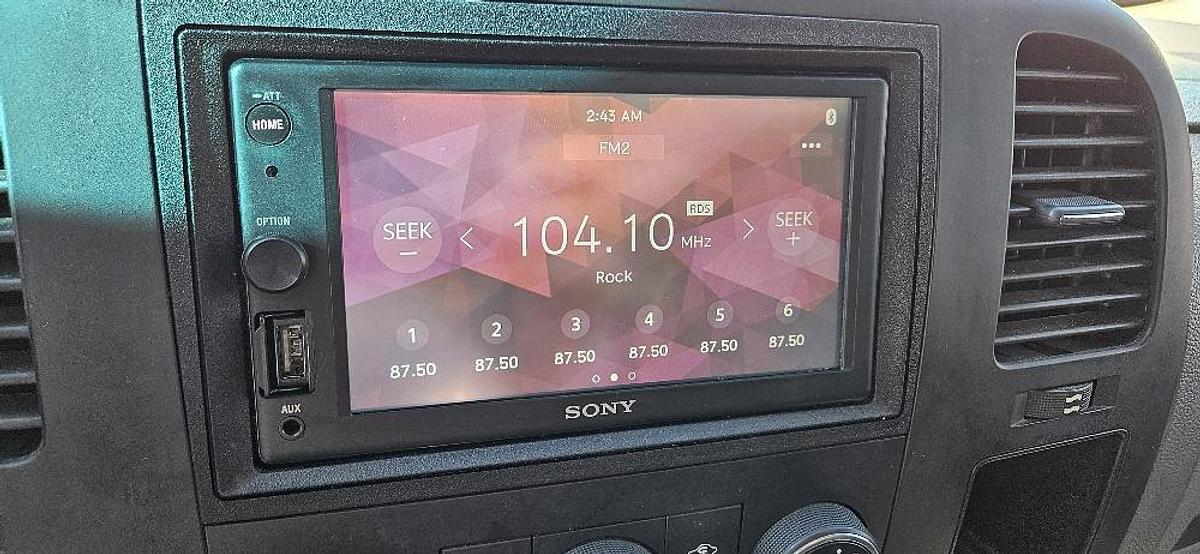 ATT
HOME
OPTION
AUX
2:43 AM
FM2
•••
SEEK
−
104.10 MHz
RDS
SEEK
+
Rock
1 2 3 4 5 6
87.50 87.50 87.50 87.50 87.50 87.50
SONY